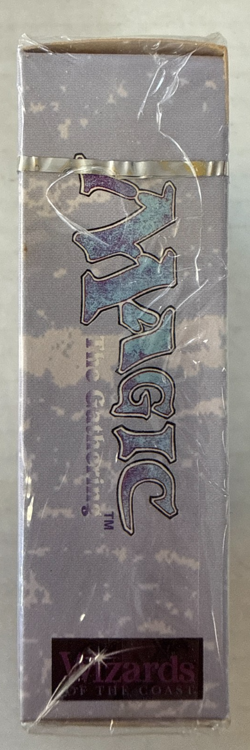 MAGIC
The Gathering
TM
Wizards
OF THE COAST